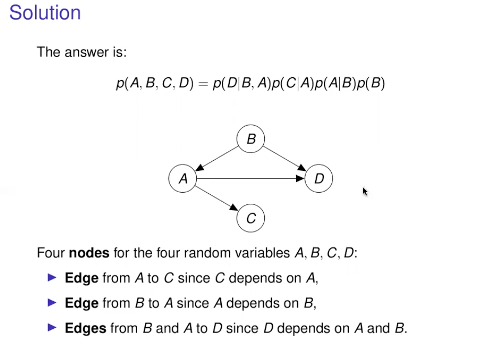 Solution
The answer is:
p(A, B, C, D) = p(D|B, A)p(C|A)p(A|B)p(B)
B
A
D
C
Four nodes for the four random variables A, B, C, D:
Edge from A to C since C depends on A,
Edge from B to A since A depends on B,
Edges from B and A to D since D depends on A and B.